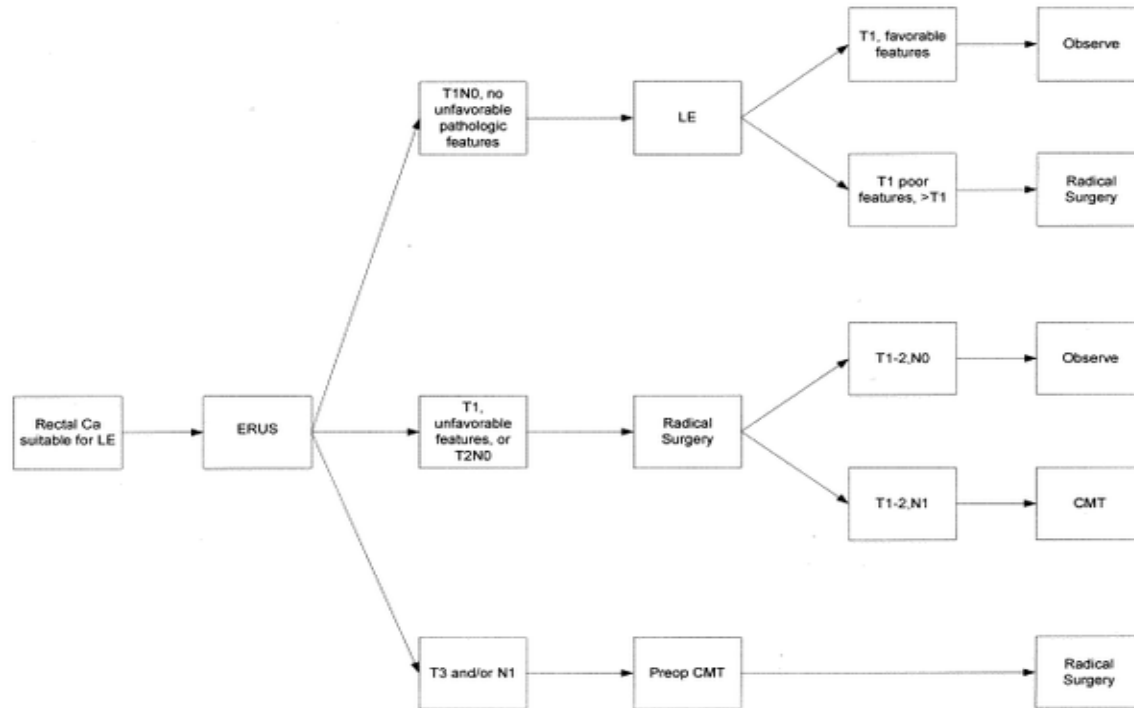 T1, favorable
features
Observe
T1N0, no
unfavorable
pathologic
features
LE
T1 poor
features, >T1
Radical
Surgery
T1-2,N0
Observe
Rectal Ca
suitable for LE
ERUS
T1,
unfavorable
features, or
T2N0
Radical
Surgery
T1-2,N1
CMT
T3 and/or N1
Preop CMT
Radical
Surgery